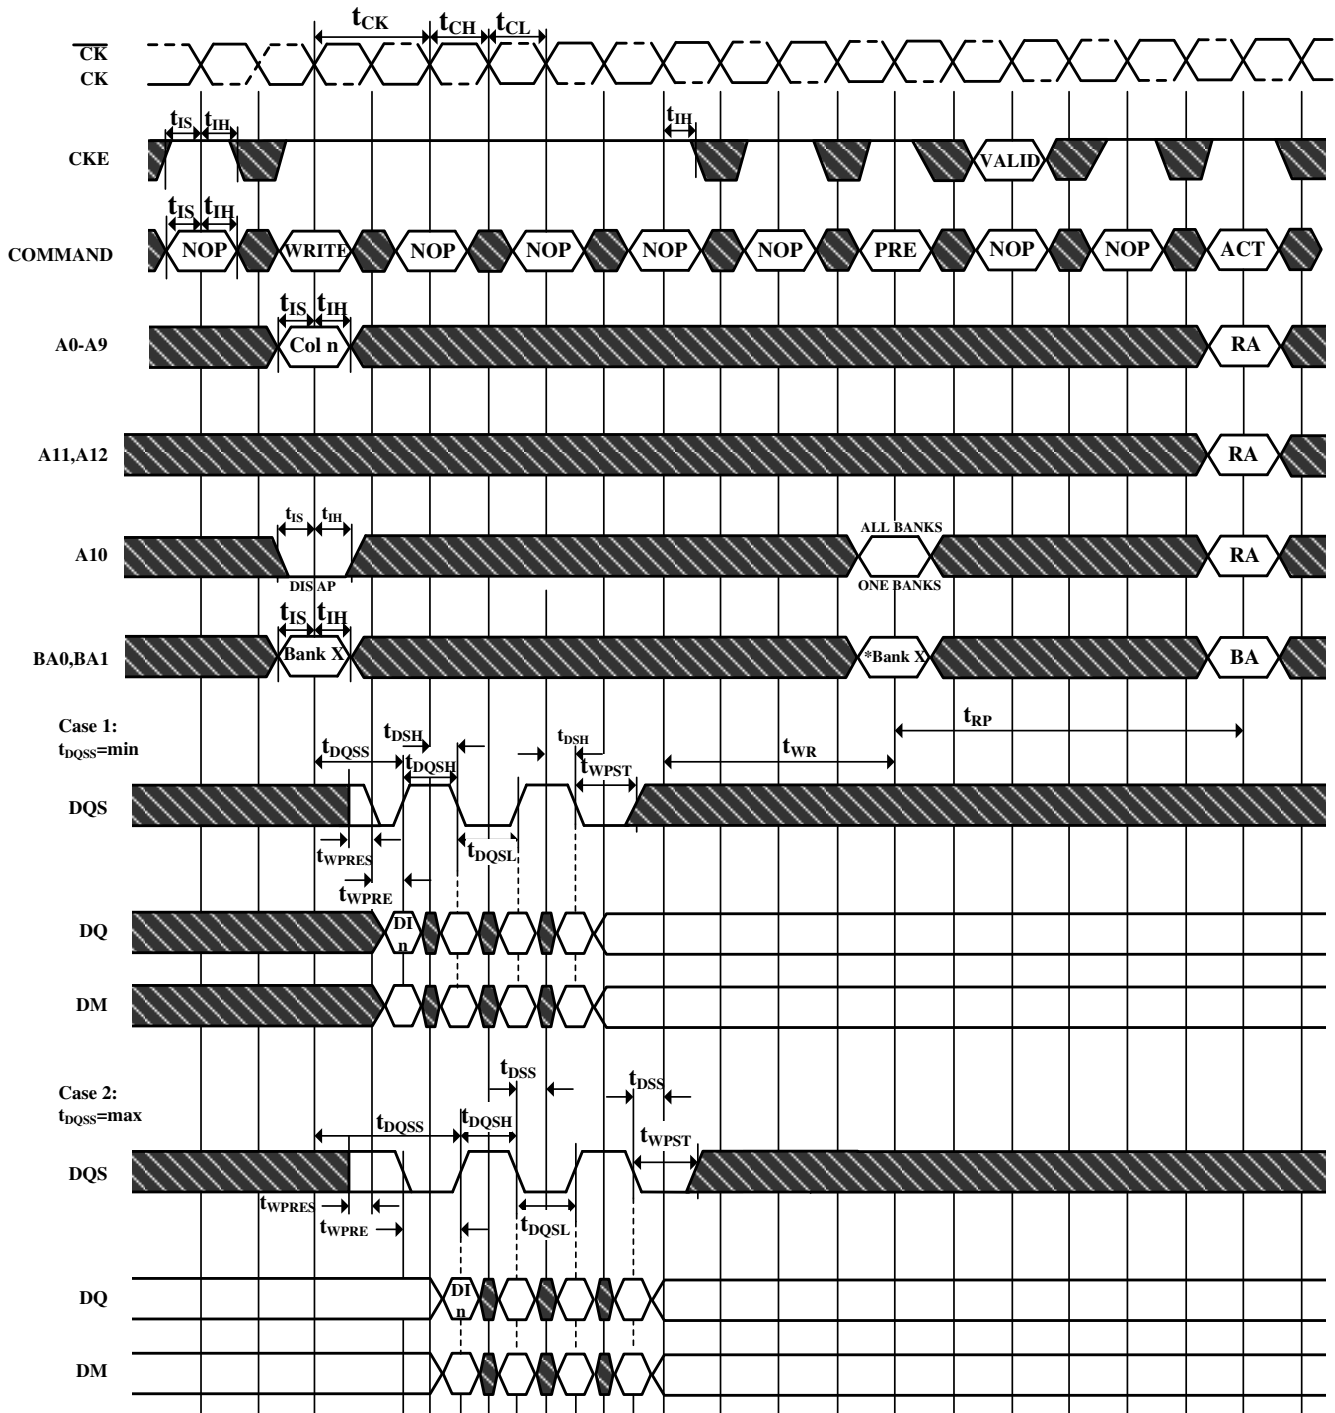 tCK tCH tCL
CK
CK
tIS tIH tIH
CKE VALID
tIS tIH
COMMAND NOP WRITE NOP NOP NOP NOP PRE NOP NOP ACT
tIS tIH
A0-A9 Col n RA
A11,A12 RA
tIS tIH ALL BANKS
A10 RA
DIS AP ONE BANKS
tIS tIH
BA0,BA1 Bank X *Bank X BA
Case 1:
tDQSS=min
tDQSS tDSH tDSH tWR tRP
tDQSH tWPST
DQS
tWPRES tDQSL
tWPRE
DQ DI n
DM
Case 2:
tDQSS=max
tDSS tDSS
tDQSS tDQSH tWPST
DQS
tWPRES tWPRE tDQSL
DQ DI n
DM